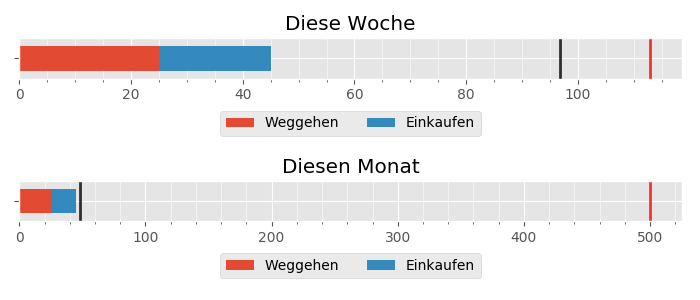 Diese Woche
0 20 40 60 80 100
Weggehen Einkaufen
Diesen Monat
0 100 200 300 400 500
Weggehen Einkaufen